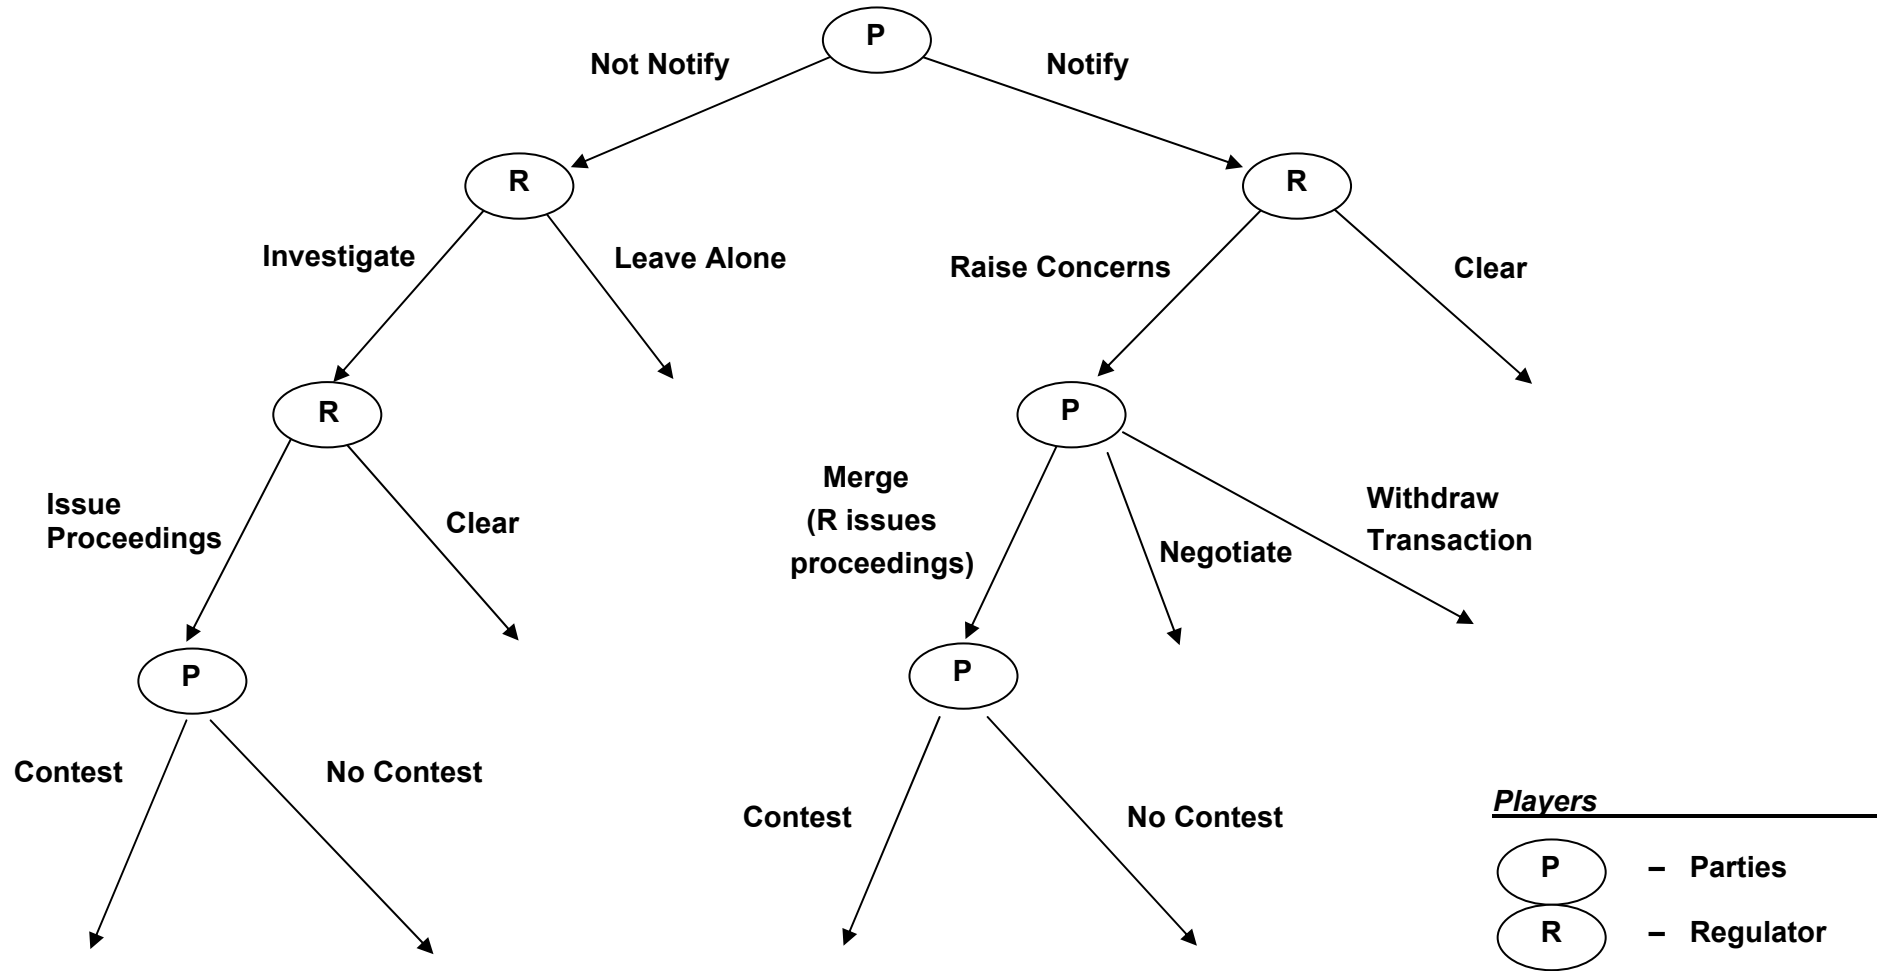 P
Not Notify
Notify
R
R
Investigate
Leave Alone
Raise Concerns
Clear
R
P
Issue
Proceedings
Clear
Merge
(R issues
proceedings)
Negotiate
Withdraw
Transaction
P
P
Contest
No Contest
Contest
No Contest
Players
P – Parties
R – Regulator